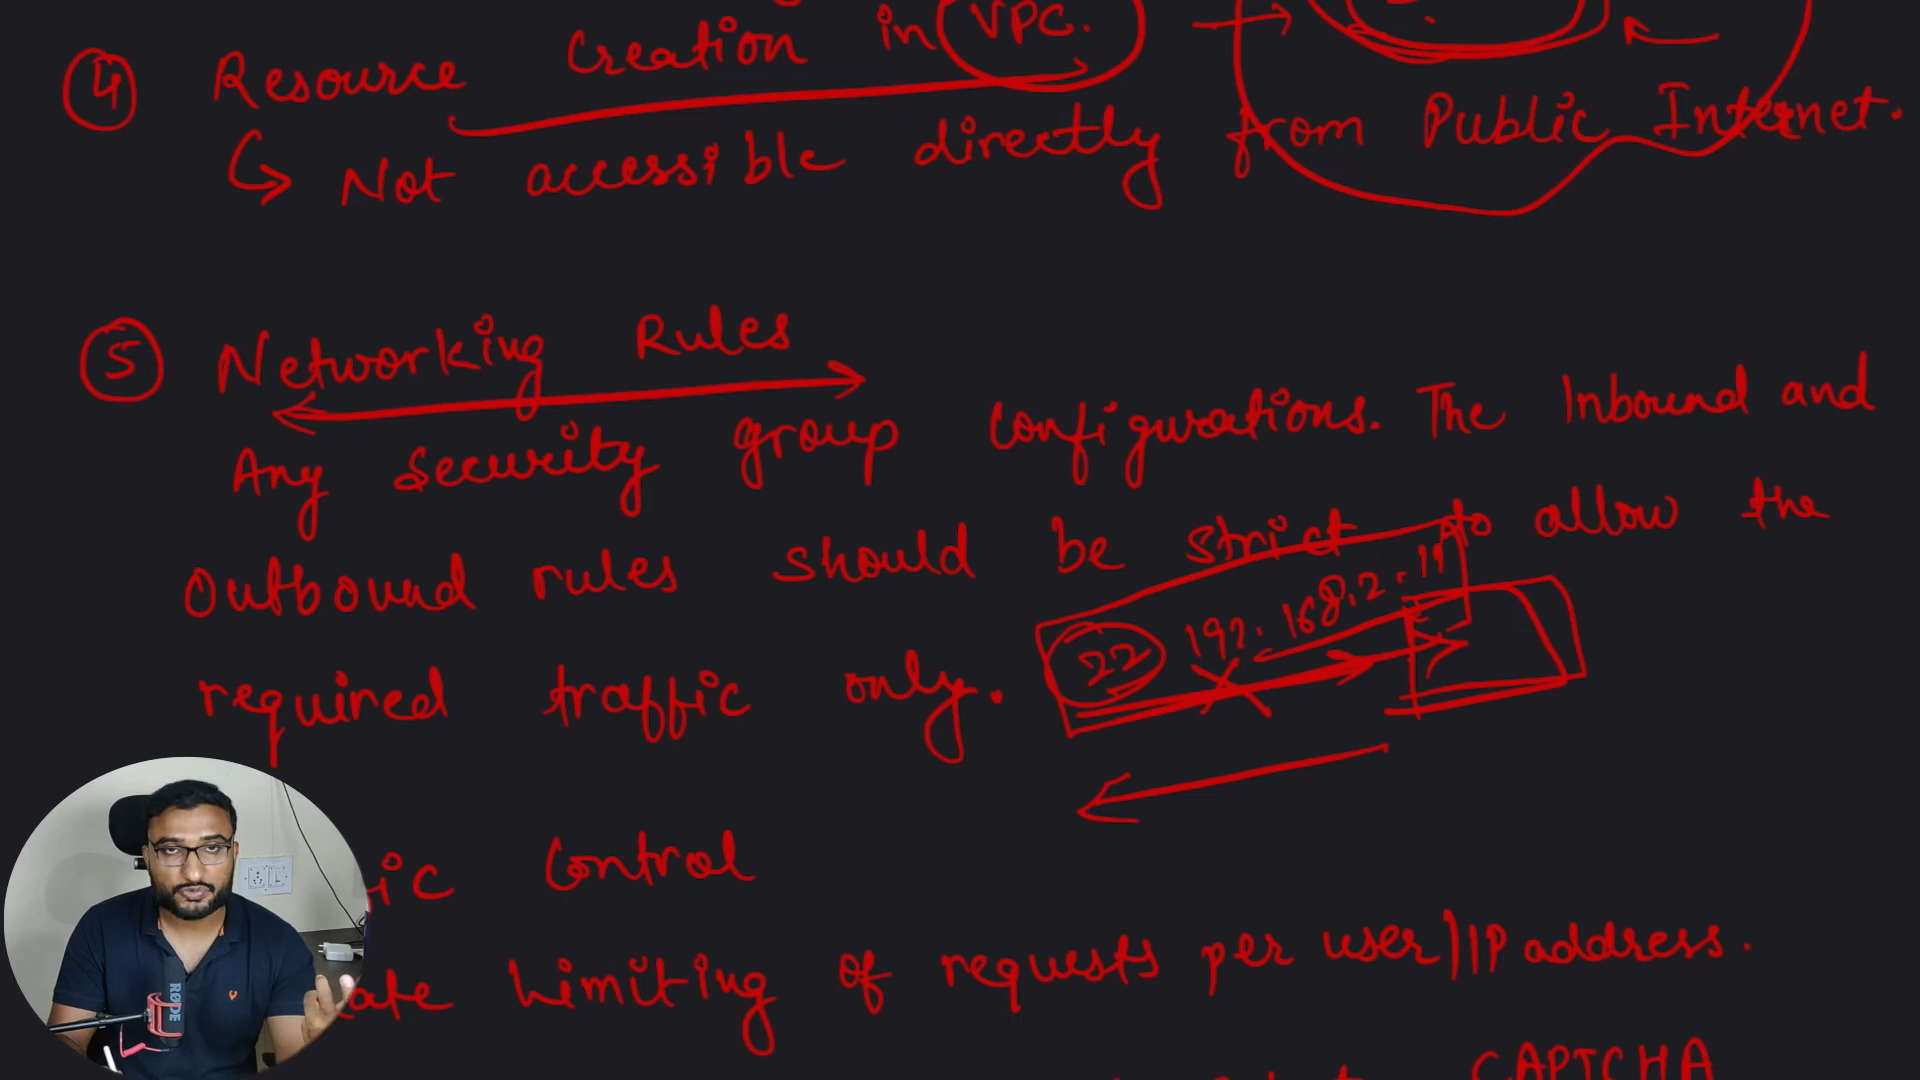 4 Resource Creation in VPC.
Not accessible directly from Public Internet.
5 Networking Rules
Any security group configurations. The Inbound and
Outbound rules should be strict to allow the
required traffic only.
22 192.168.2.11
ic Control
ate Limiting of requests per user/IP address.
CAPTCHA
RØDE